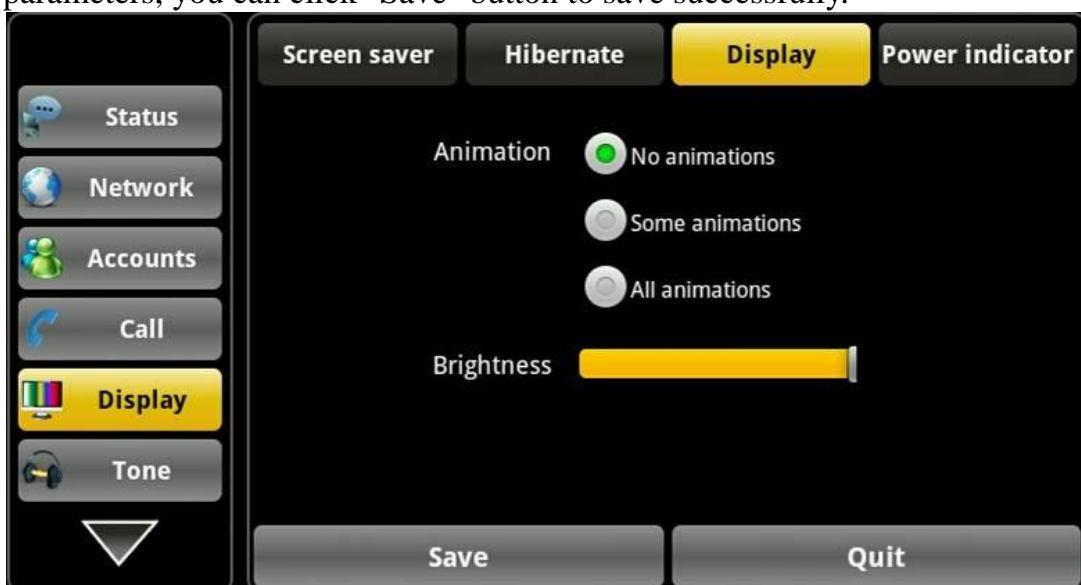 parameters, you can click "Save" button to save successfully.
Screen saver
Hibernate
Display
Power indicator
Status
Network
Accounts
Call
Display
Tone
Animation
No animations
Some animations
All animations
Brightness
Save
Quit